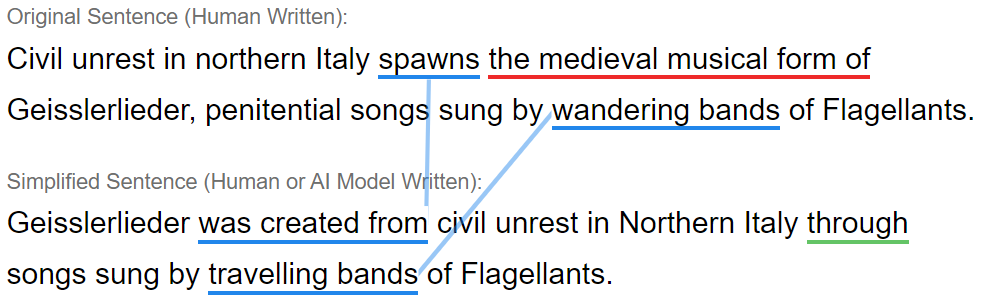 Original Sentence (Human Written):
Civil unrest in northern Italy spawns the medieval musical form of
Geisslerlieder, penitential songs sung by wandering bands of Flagellants.
Simplified Sentence (Human or AI Model Written):
Geisslerlieder was created from civil unrest in Northern Italy through
songs sung by travelling bands of Flagellants.